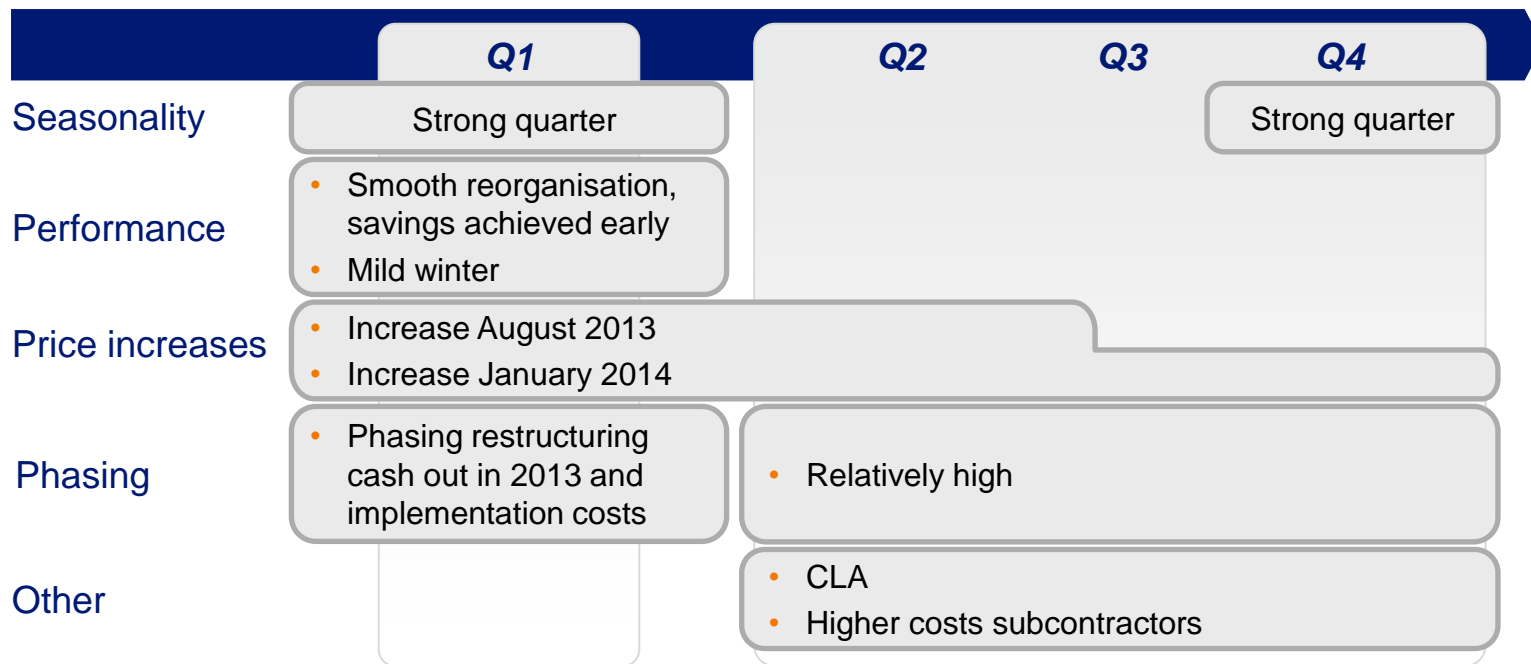 Q1 Q2 Q3 Q4
Seasonality
Strong quarter
Strong quarter
Performance
• Smooth reorganisation,
savings achieved early
• Mild winter
Price increases
• Increase August 2013
• Increase January 2014
Phasing
• Phasing restructuring
cash out in 2013 and
implementation costs
• Relatively high
Other
• CLA
• Higher costs subcontractors